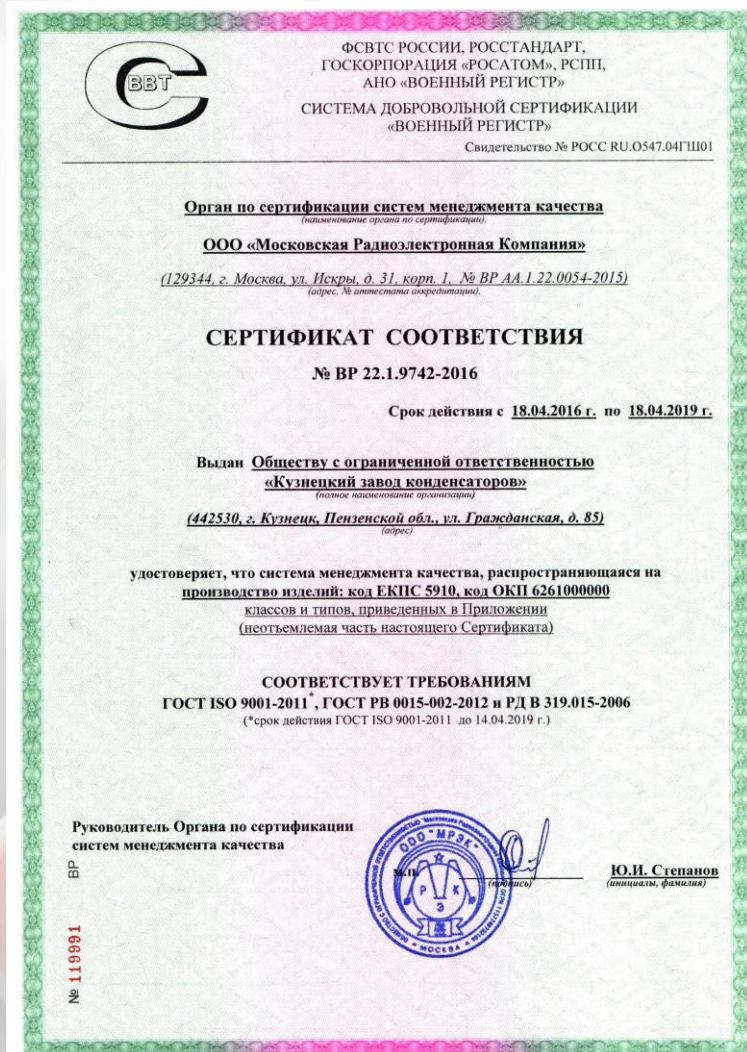 ВВТ
ФСВТС РОССИИ, РОССТАНДАРТ,
ГОСКОРПОРАЦИЯ «РОСАТОМ», РСПП,
АНО «ВОЕННЫЙ РЕГИСТР»
СИСТЕМА ДОБРОВОЛЬНОЙ СЕРТИФИКАЦИИ
«ВОЕННЫЙ РЕГИСТР»
Свидетельство № РОСС RU.О547.04ГШ01
Орган по сертификации систем менеджмента качества
(наименование органа по сертификации),
ООО «Московская Радиоэлектронная Компания»
(129344, г. Москва, ул. Искры, д. 31, корп. 1, № ВР АА.1.22.0054-2015)
(адрес, № аттестата аккредитации),
СЕРТИФИКАТ СООТВЕТСТВИЯ
№ ВР 22.1.9742-2016
Срок действия с 18.04.2016 г. по 18.04.2019 г.
Выдан Обществу с ограниченной ответственностью
«Кузнецкий завод конденсаторов»
(полное наименование организации)
(442530, г. Кузнецк, Пензенской обл., ул. Гражданская, д. 85)
(адрес)
удостоверяет, что система менеджмента качества, распространяющаяся на
производство изделий: код ЕКПС 5910, код ОКП 6261000000
классов и типов, приведенных в Приложении
(неотъемлемая часть настоящего Сертификата)
СООТВЕТСТВУЕТ ТРЕБОВАНИЯМ
ГОСТ ISO 9001-2011*, ГОСТ РВ 0015-002-2012 и РД В 319.015-2006
(*срок действия ГОСТ ISO 9001-2011 до 14.04.2019 г.)
Руководитель Органа по сертификации
систем менеджмента качества
м.п.
(подпись)
Ю.И. Степанов
(инициалы, фамилия)
ООО "МРЭК"
Р Э К
МОСКВА
№ 119991 ВР